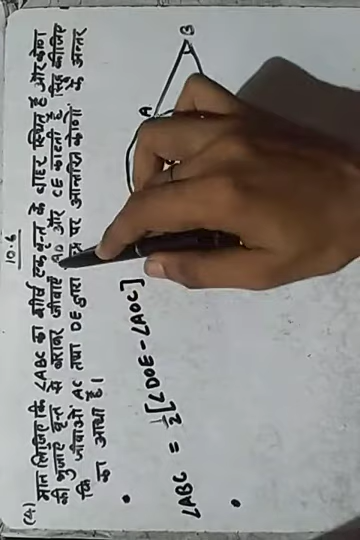 10.6
(4) मान लिजिए कि ∠ABC का शीर्ष एक वृत्त के बाहर स्थित है और कोण
की भुजाएँ वृत्त से बराबर जीवाएँ AD और CE काटती हैं सिद्ध कीजिए
कि जीवाओं AC तथा DE द्वारा पर अन्तरित कोणों के अन्तर
का आधा है।
A
B
∠ABC = 1/2 [∠DOE - ∠AOC]